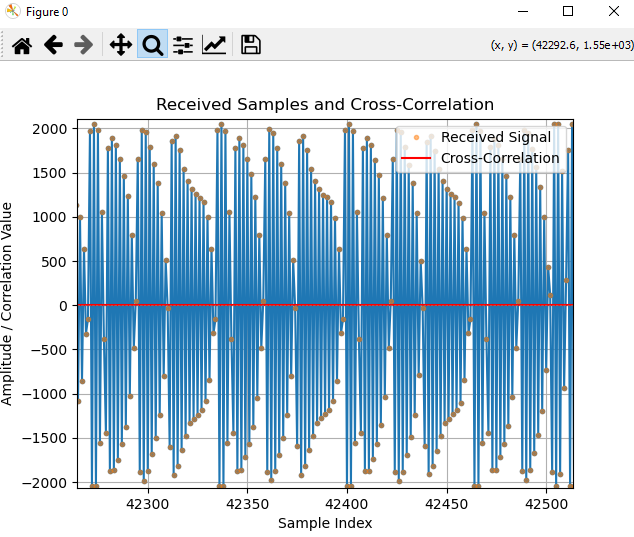 Figure 0
(x, y) = (42292.6, 1.55e+03)
Received Samples and Cross-Correlation
Received Signal
Cross-Correlation
Amplitude / Correlation Value
2000
1500
1000
500
0
−500
−1000
−1500
−2000
42300
42350
42400
42450
42500
Sample Index